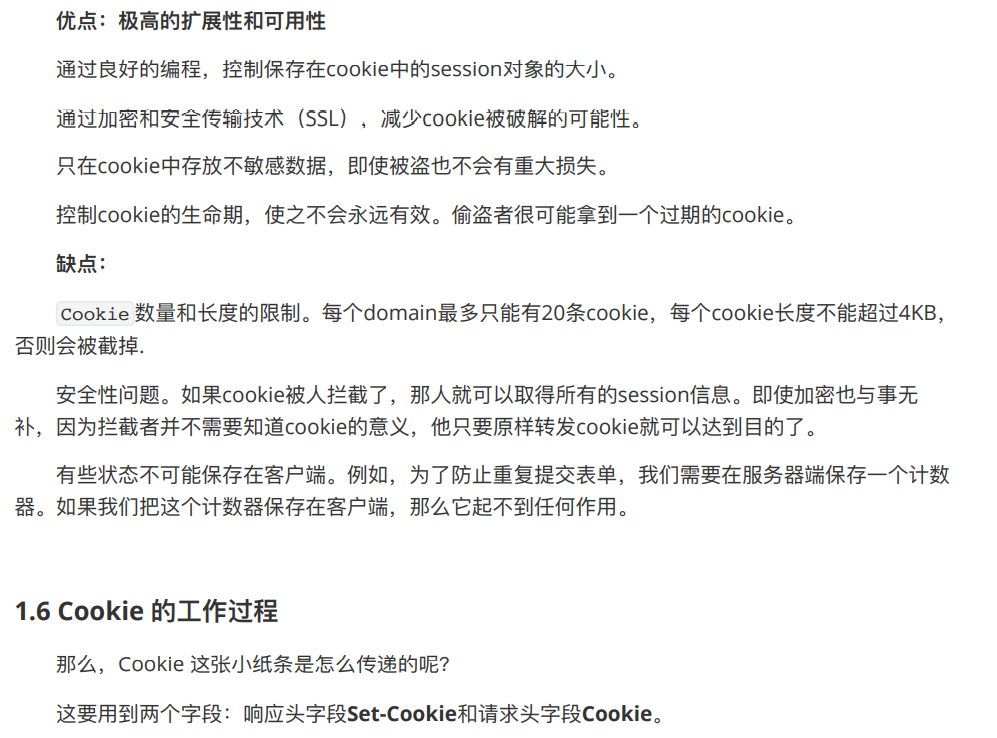 优点：极高的扩展性和可用性
通过良好的编程，控制保存在cookie中的session对象的大小。
通过加密和安全传输技术（SSL），减少cookie被破解的可能性。
只在cookie中存放不敏感数据，即使被盗也不会有重大损失。
控制cookie的生命期，使之不会永远有效。偷盗者很可能拿到一个过期的cookie。
缺点：
Cookie数量和长度的限制。每个domain最多只能有20条cookie，每个cookie长度不能超过4KB，
否则会被截掉.
安全性问题。如果cookie被人拦截了，那人就可以取得所有的session信息。即使加密也与事无
补，因为拦截者并不需要知道cookie的意义，他只要原样转发cookie就可以达到目的了。
有些状态不可能保存在客户端。例如，为了防止重复提交表单，我们需要在服务器端保存一个计数
器。如果我们把这个计数器保存在客户端，那么它起不到任何作用。
1.6 Cookie 的工作过程
那么，Cookie 这张小纸条是怎么传递的呢？
这要用到两个字段：响应头字段Set-Cookie和请求头字段Cookie。